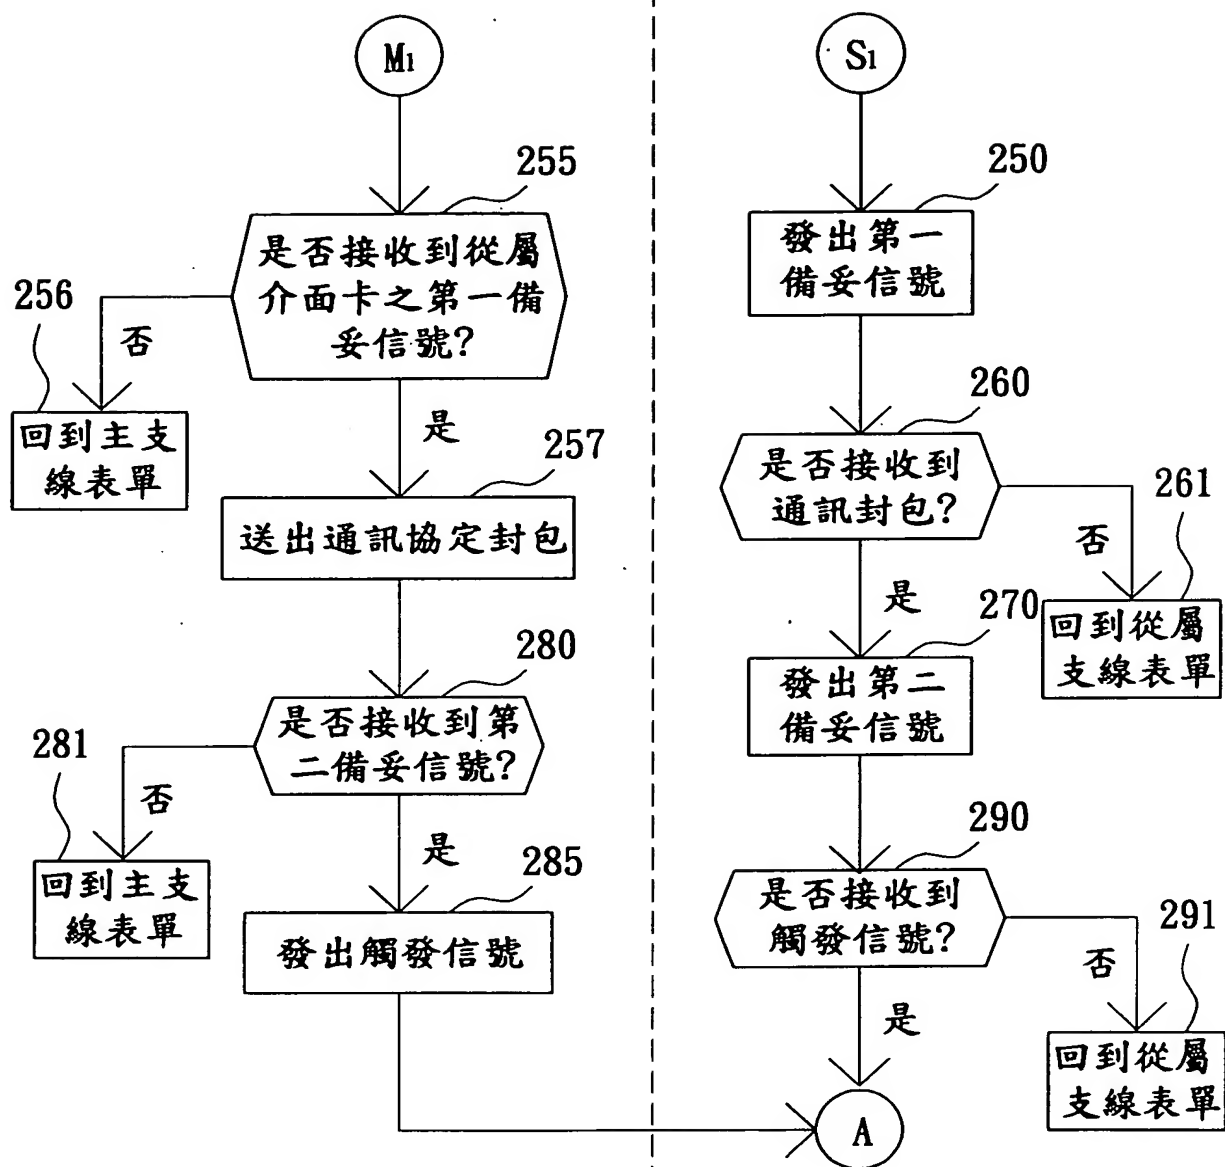 M1
255
是否接收到從屬
介面卡之第一備
妥信號?
256
否
回到主支
線表單
是
257
送出通訊協定封包
280
是否接收到第
二備妥信號?
281
否
回到主支
線表單
是
285
發出觸發信號
S1
250
發出第一
備妥信號
260
是否接收到
通訊封包?
261
否
回到從屬
支線表單
是
270
發出第二
備妥信號
290
是否接收到
觸發信號?
291
否
回到從屬
支線表單
是
A